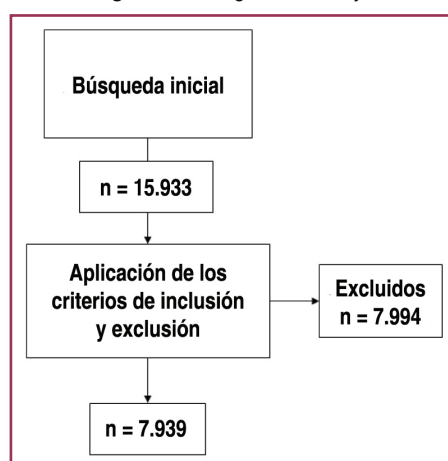 Búsqueda inicial
n = 15.933
Aplicación de los
criterios de inclusión
y exclusión
Excluidos
n = 7.994
n = 7.939